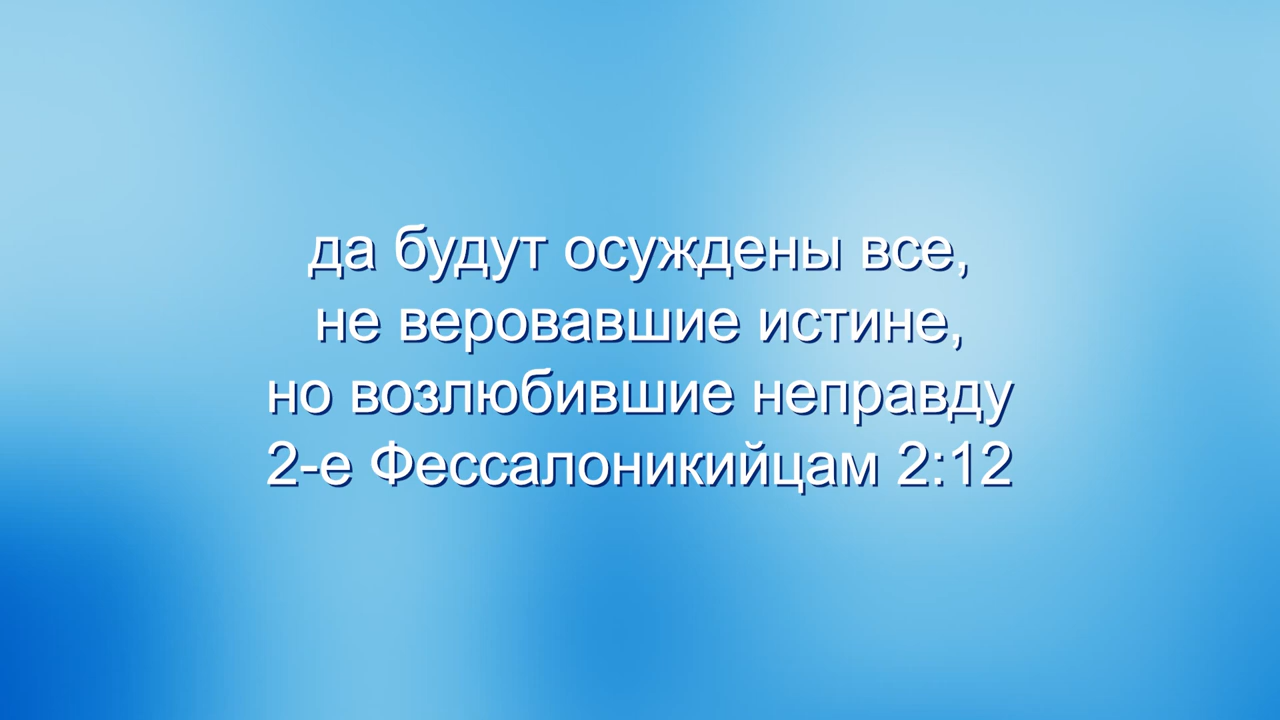 да будут осуждены все,
не веровавшие истине,
но возлюбившие неправду
2-е Фессалоникийцам 2:12